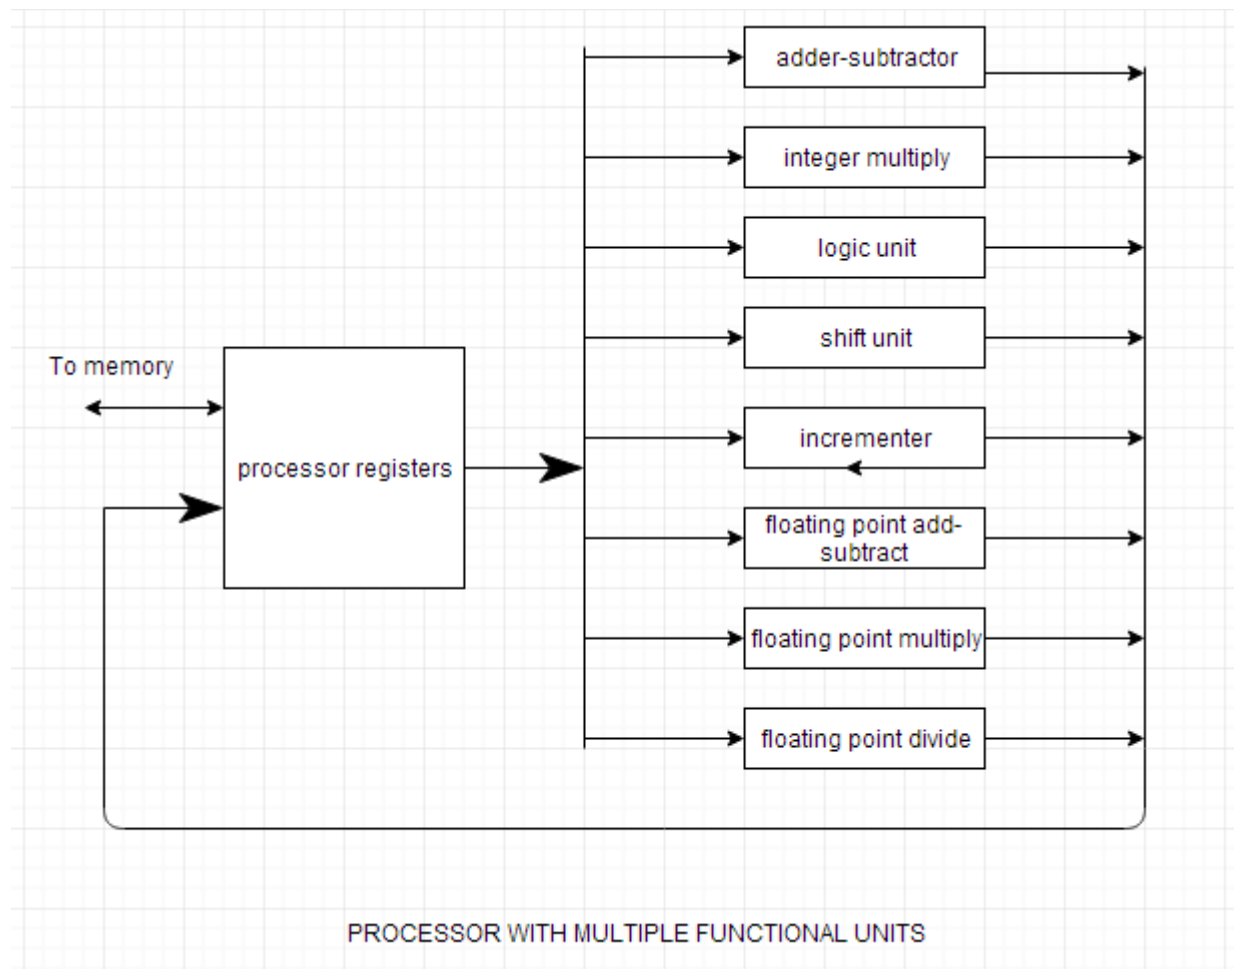 adder-subtractor
integer multiply
logic unit
shift unit
To memory
incrementer
processor registers
floating point add-
subtract
floating point multiply
floating point divide
PROCESSOR WITH MULTIPLE FUNCTIONAL UNITS